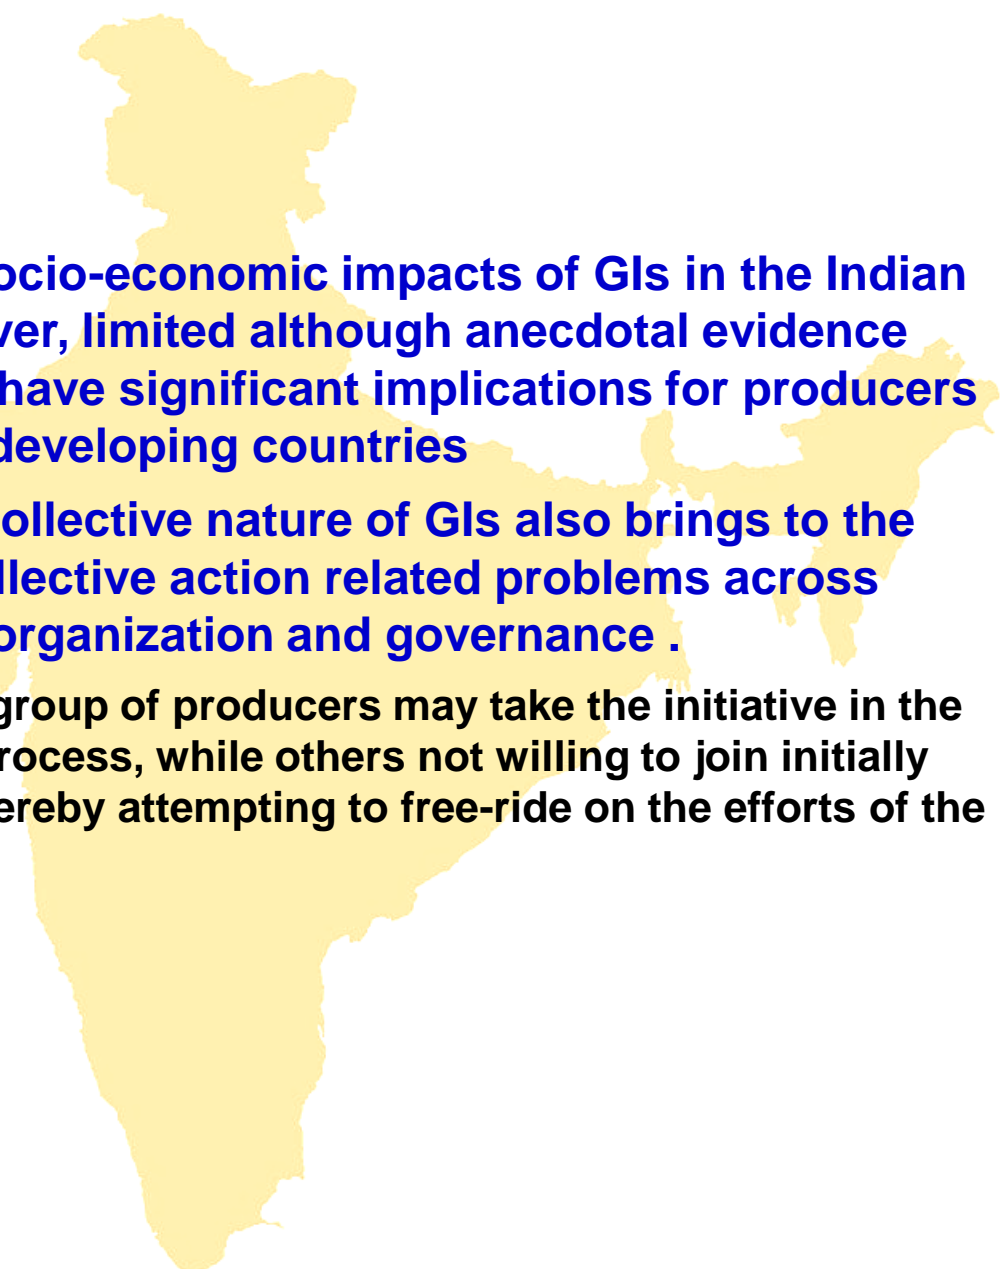 ocio-economic impacts of GIs in the Indian
ver, limited although anecdotal evidence
have significant implications for producers
developing countries
ollective nature of GIs also brings to the
llective action related problems across
organization and governance .
group of producers may take the initiative in the
rocess, while others not willing to join initially
ereby attempting to free-ride on the efforts of the